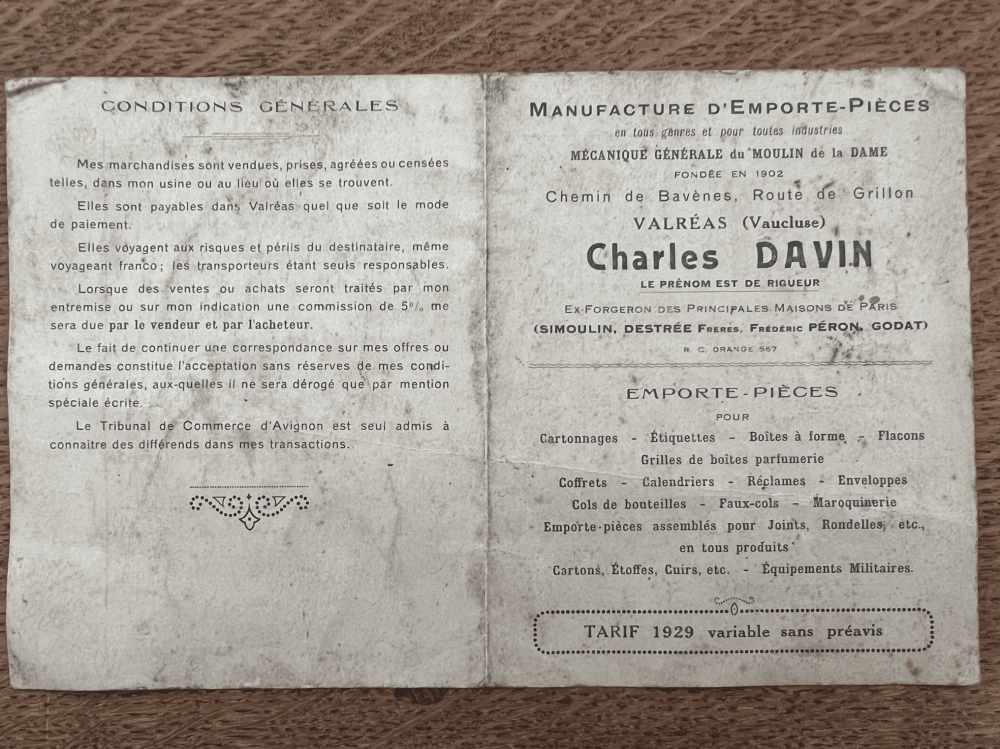 CONDITIONS GÉNÉRALES
Mes marchandises sont vendues, prises, agréées ou censées
telles, dans mon usine ou au lieu où elles se trouvent.
Elles sont payables dans Valréas quel que soit le mode
de paiement.
Elles voyagent aux risques et périls du destinataire, même
voyageant franco ; les transporteurs étant seuls responsables.
Lorsque des ventes ou achats seront traités par mon
entremise ou sur mon indication une commission de 5% me
sera due par le vendeur et par l'acheteur.
Le fait de continuer une correspondance sur mes offres ou
demandes constitue l'acceptation sans réserves de mes condi-
tions générales, aux-quelles il ne sera dérogé que par mention
spéciale écrite.
Le Tribunal de Commerce d'Avignon est seul admis à
connaître des différends dans mes transactions.
MANUFACTURE D'EMPORTE-PIÈCES
en tous genres et pour toutes industries
MÉCANIQUE GÉNÉRALE du MOULIN de la DAME
FONDÉE EN 1902
Chemin de Bavènes, Route de Grillon
VALRÉAS (Vaucluse)
Charles DAVIN
LE PRÉNOM EST DE RIGUEUR
EX-FORGERON DES PRINCIPALES MAISONS DE PARIS
(SIMOULIN, DESTRÉE FRÈRES, FRÉDÉRIC PÉRON, GODAT)
R. C. ORANGE 567
EMPORTE-PIÈCES
POUR
Cartonnages - Étiquettes - Boîtes à forme - Flacons
Grilles de boîtes parfumerie
Coffrets - Calendriers - Réclames - Enveloppes
Cols de bouteilles - Faux-cols - Maroquinerie
Emporte-pièces assemblés pour Joints, Rondelles, etc.,
en tous produits
Cartons, Étoffes, Cuirs, etc. - Équipements Militaires.
TARIF 1929 variable sans préavis